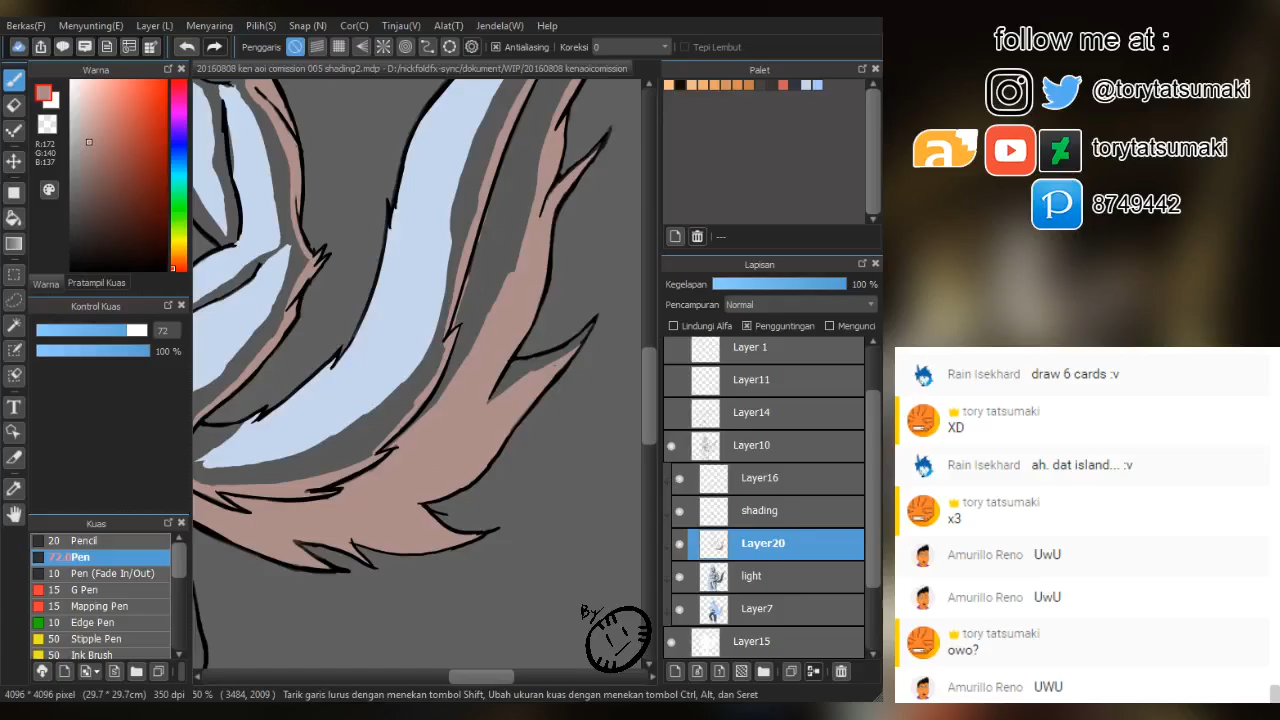 Berkas(F) Menyunting(E) Layer (L) Menyaring Pilih(S) Snap (N) Cor(C) Tinjau(V) Alat(T) Jendela(W) Help
Penggaris Antialiasing Koreksi 0 Tepi Lembut
Warna
R:172
G:140
B:137
Warna Pratampil Kuas
Kontrol Kuas
72
100 %
Kuas
20 Pencil
72.0 Pen
10 Pen (Fade In/Out)
15 G Pen
15 Mapping Pen
10 Edge Pen
50 Stipple Pen
50 Ink Brush
20160808 ken aoi comission 005 shading2.mdp - D:/nickfoldfx-sync/dokument/WIP/20160808 kenaoicomission
By
Palet
---
Lapisan
Kegelapan 100 %
Pencampuran Normal
Lindungi Alfa Pengguntingan Mengunci
Layer 1
Layer11
Layer14
Layer10
Layer16
shading
Layer20
light
Layer7
Layer15
4096 * 4096 pixel (29.7 * 29.7cm) 350 dpi 50 % ( 3484, 2009 ) Tarik garis lurus dengan menekan tombol Shift, Ubah ukuran kuas dengan menekan tombol Ctrl, Alt, dan Seret
follow me at :
@torytatsumaki
torytatsumaki
8749442
Rain Isekhard draw 6 cards :v
tory tatsumaki
XD
Rain Isekhard ah. dat island... :v
tory tatsumaki
x3
Amurillo Reno UwU
Amurillo Reno UwU
tory tatsumaki
owo?
Amurillo Reno UWU